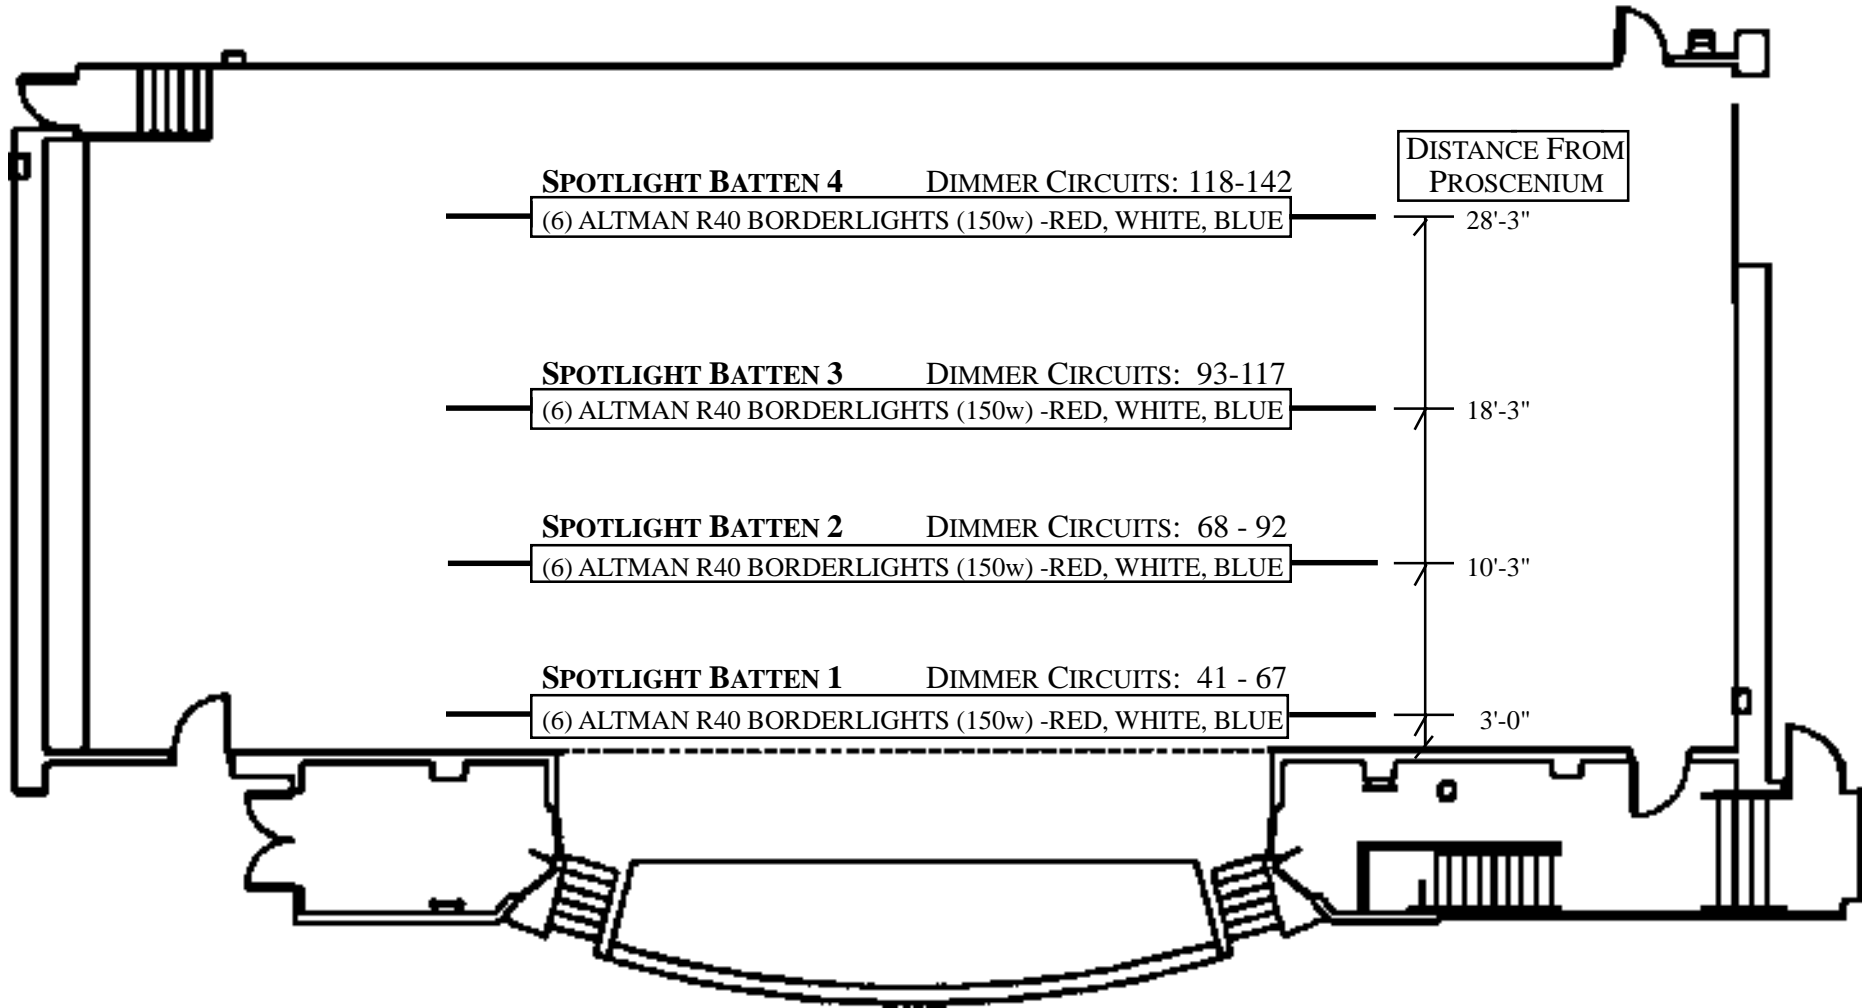 DISTANCE FROM
PROSCENIUM
SPOTLIGHT BATTEN 4 DIMMER CIRCUITS: 118-142
(6) ALTMAN R40 BORDERLIGHTS (150w) -RED, WHITE, BLUE 28'-3"
SPOTLIGHT BATTEN 3 DIMMER CIRCUITS: 93-117
(6) ALTMAN R40 BORDERLIGHTS (150w) -RED, WHITE, BLUE 18'-3"
SPOTLIGHT BATTEN 2 DIMMER CIRCUITS: 68 - 92
(6) ALTMAN R40 BORDERLIGHTS (150w) -RED, WHITE, BLUE 10'-3"
SPOTLIGHT BATTEN 1 DIMMER CIRCUITS: 41 - 67
(6) ALTMAN R40 BORDERLIGHTS (150w) -RED, WHITE, BLUE 3'-0"